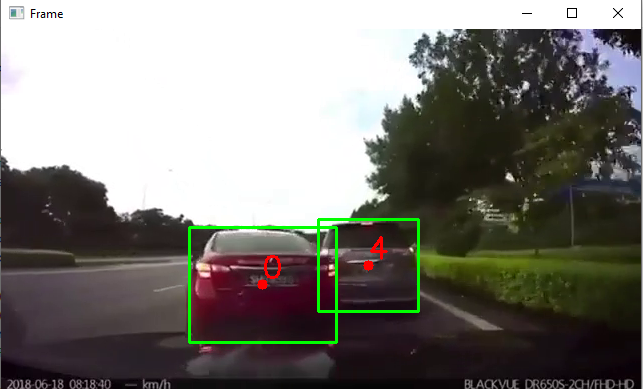 Frame
4
0
2018-06-18 08:18:40 --- km/h
BLACKVUE DR650S-2CH/FHD-HD